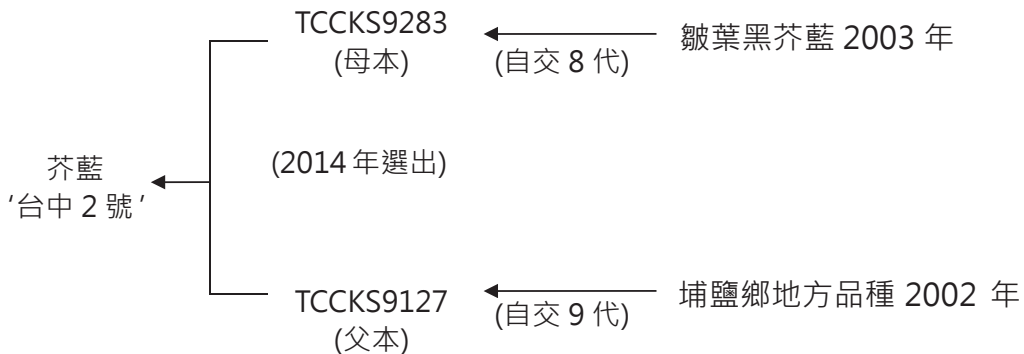 TCCKS9283
(母本)
(自交 8 代)
皺葉黑芥藍 2003 年
芥藍
'台中 2 號'
(2014 年選出)
TCCKS9127
(父本)
(自交 9 代)
埔鹽鄉地方品種 2002 年